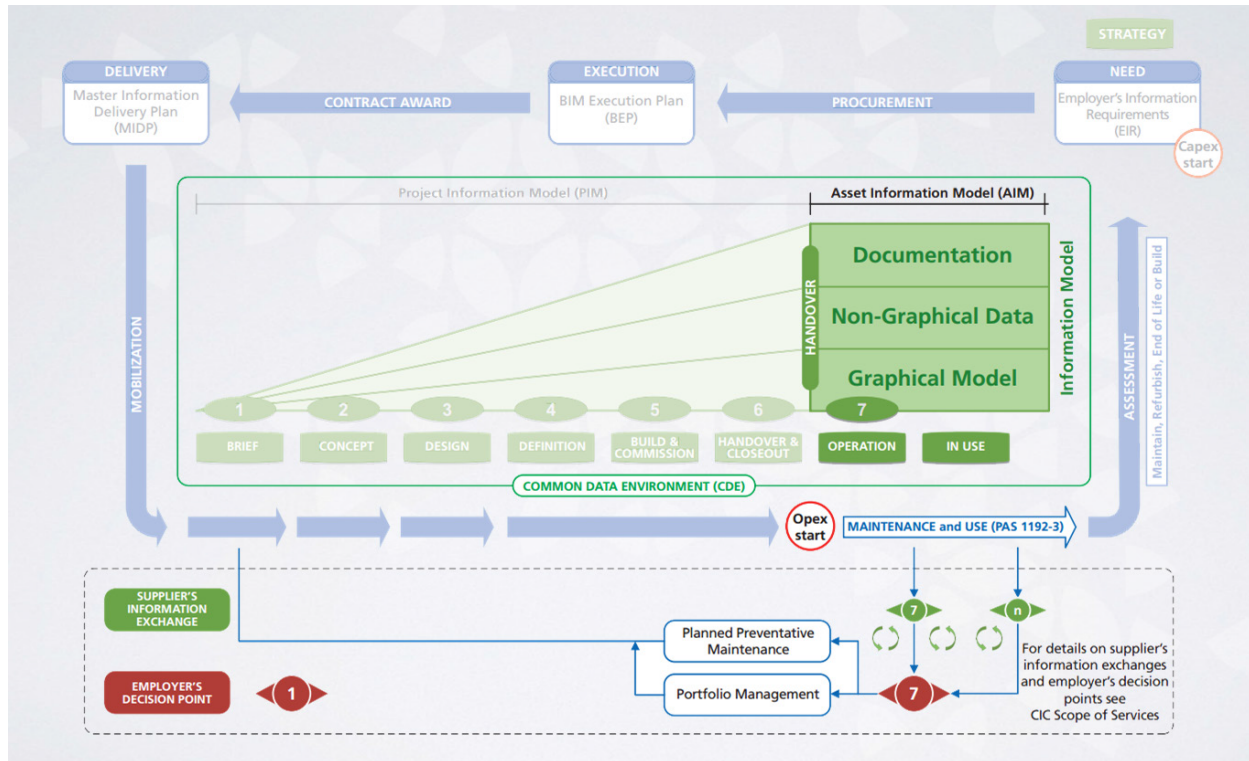 STRATEGY
DELIVERY
Master Information
Delivery Plan
(MIDP)
CONTRACT AWARD
EXECUTION
BIM Execution Plan
(BEP)
PROCUREMENT
NEED
Employer's Information
Requirements
(EIR)
Capex
start
Project Information Model (PIM)
Asset Information Model (AIM)
MOBILIZATION
HANDOVER
Documentation
Non-Graphical Data
Graphical Model
Information Model
ASSESSMENT
Maintain, Refurbish, End of Life or Build
1
2
3
4
5
6
7
BRIEF
CONCEPT
DESIGN
DEFINITION
BUILD &
COMMISSION
HANDOVER &
CLOSEOUT
OPERATION
IN USE
COMMON DATA ENVIRONMENT (CDE)
Opex
start
MAINTENANCE and USE (PAS 1192-3)
SUPPLIER'S
INFORMATION
EXCHANGE
7
n
Planned Preventative
Maintenance
For details on supplier's
information exchanges
and employer's decision
points see
CIC Scope of Services
EMPLOYER'S
DECISION POINT
1
Portfolio Management
7